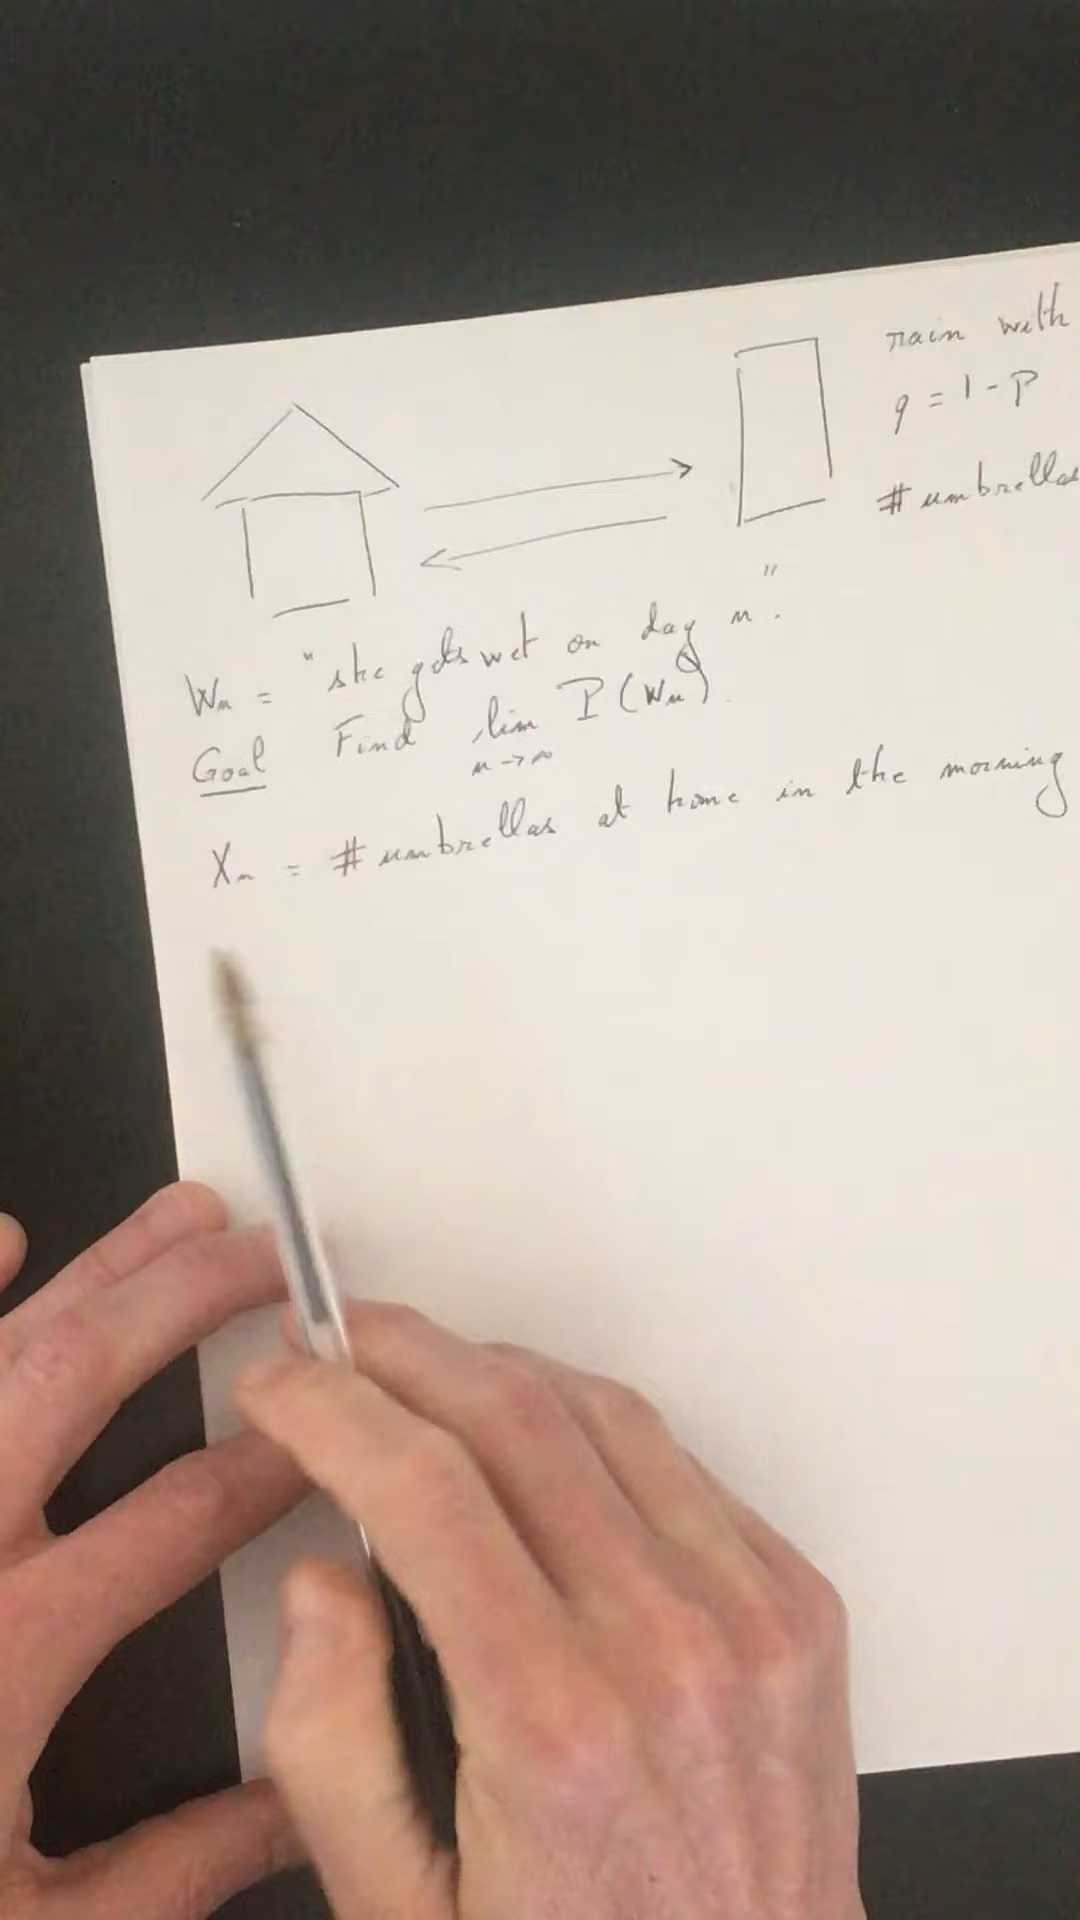 rain with
q = 1 - p
# umbrellas
Wn = "she gets wet on day n."
Goal Find lim P(Wn).
n → ∞
Xn = # umbrellas at home in the morning